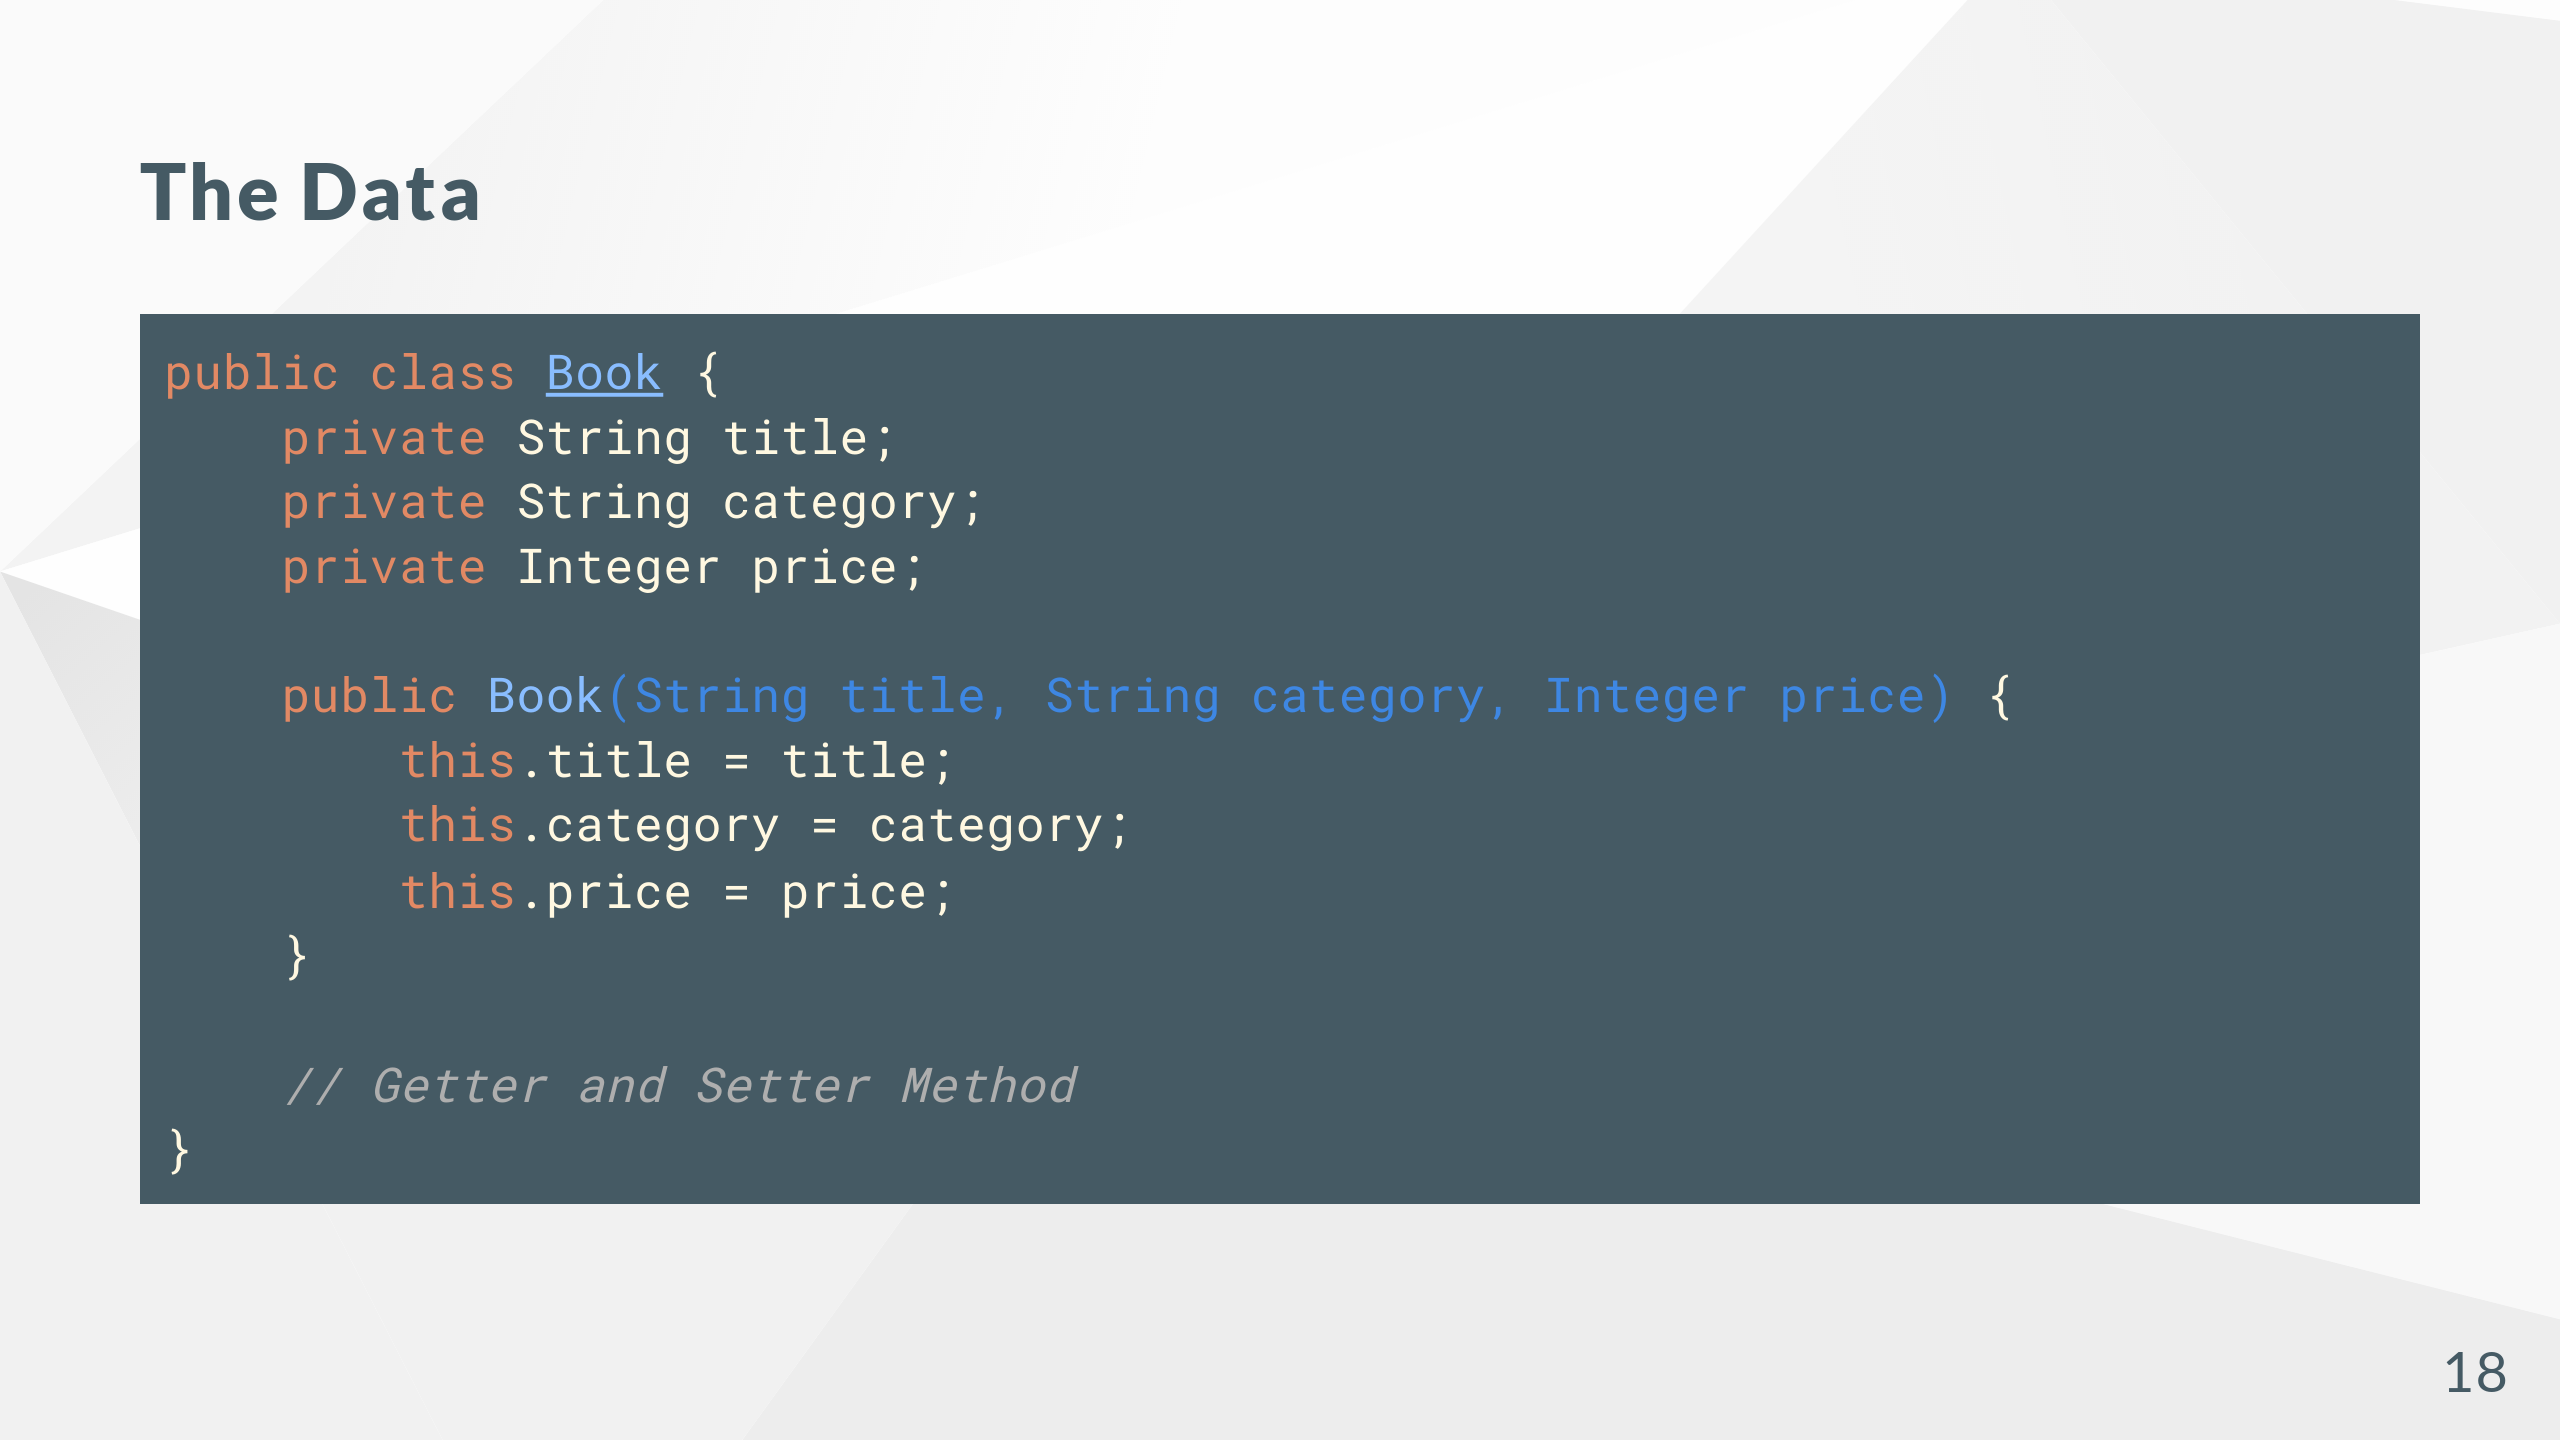 The Data
public class Book {
    private String title;
    private String category;
    private Integer price;

    public Book(String title, String category, Integer price) {
        this.title = title;
        this.category = category;
        this.price = price;
    }

    // Getter and Setter Method
}
18